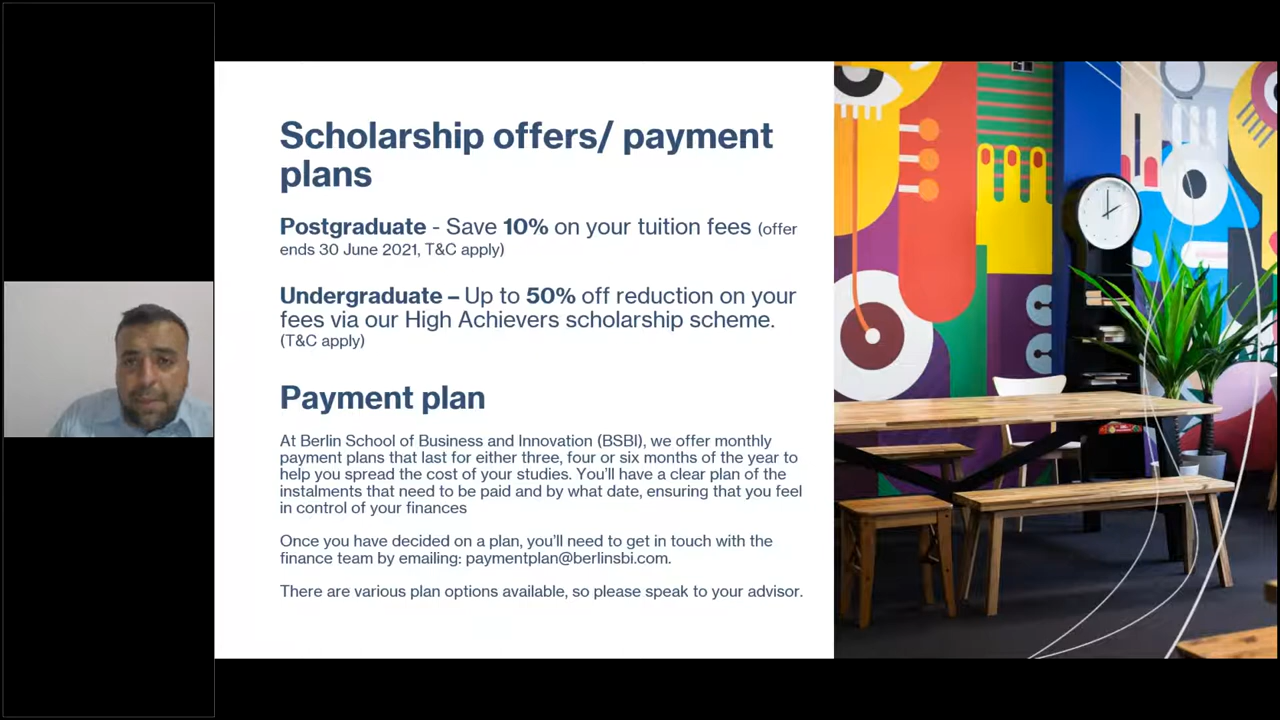 Scholarship offers/ payment
plans
Postgraduate - Save 10% on your tuition fees (offer
ends 30 June 2021, T&C apply)
Undergraduate – Up to 50% off reduction on your
fees via our High Achievers scholarship scheme.
(T&C apply)
Payment plan
At Berlin School of Business and Innovation (BSBI), we offer monthly
payment plans that last for either three, four or six months of the year to
help you spread the cost of your studies. You’ll have a clear plan of the
instalments that need to be paid and by what date, ensuring that you feel
in control of your finances
Once you have decided on a plan, you’ll need to get in touch with the
finance team by emailing: paymentplan@berlinsbi.com.
There are various plan options available, so please speak to your advisor.